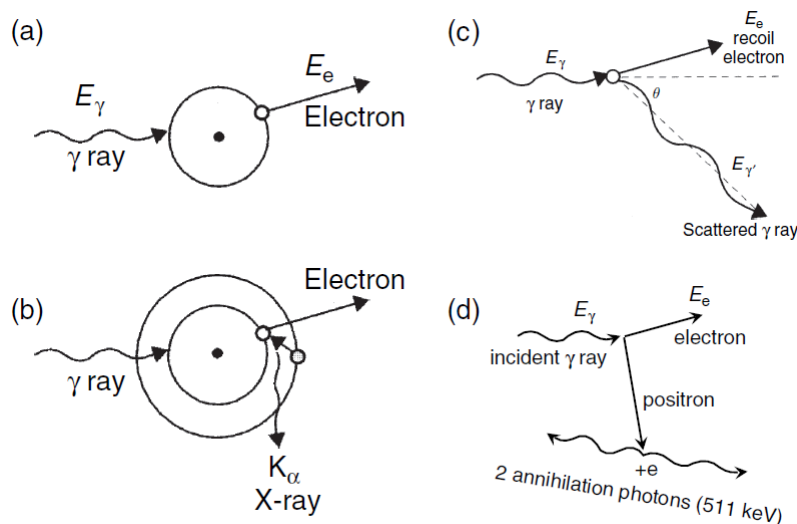 (a)
Eγ
γ ray
Ee
Electron
(b)
γ ray
Electron
Kα
X-ray
(c)
Eγ
γ ray
Ee
recoil
electron
θ
Eγ′
Scattered γ ray
(d)
Eγ
incident γ ray
Ee
electron
positron
+e
2 annihilation photons (511 keV)